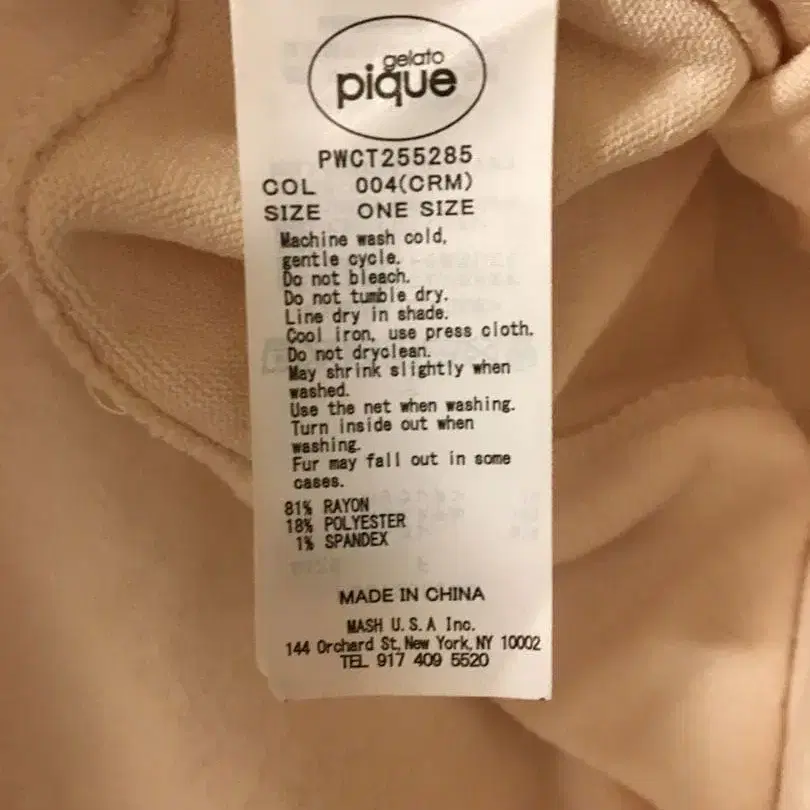 gelato
pique
PWCT255285
COL 004(CRM)
SIZE ONE SIZE
Machine wash cold,
gentle cycle.
Do not bleach.
Do not tumble dry.
Line dry in shade.
Cool iron, use press cloth.
Do not dryclean.
May shrink slightly when
washed.
Use the net when washing.
Turn inside out when
washing.
Fur may fall out in some
cases.
81% RAYON
18% POLYESTER
1% SPANDEX
MADE IN CHINA
MASH U.S.A Inc.
144 Orchard St, New York, NY 10002
TEL 917 409 5520